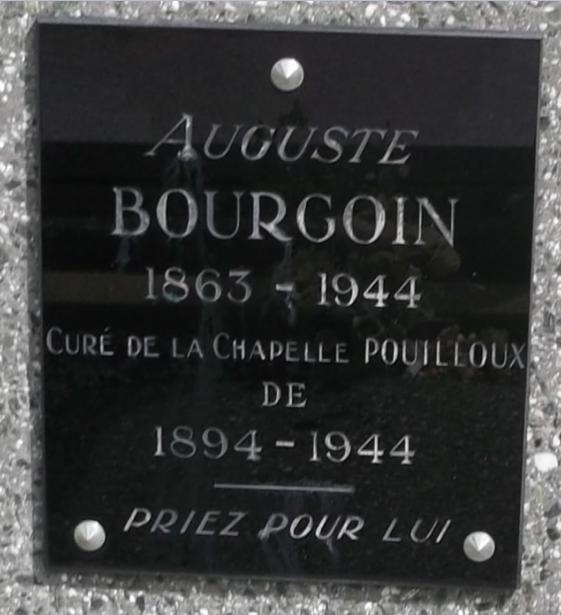 AUGUSTE
BOURGOIN
1863 - 1944
CURÉ DE LA CHAPELLE POUILLOUX
DE
1894 - 1944
PRIEZ POUR LUI